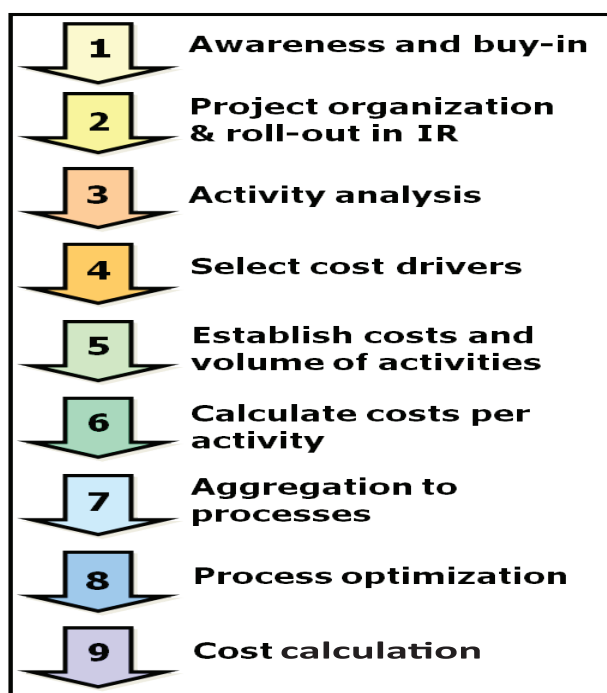 1 Awareness and buy-in
2 Project organization
& roll-out in IR
3 Activity analysis
4 Select cost drivers
5 Establish costs and
volume of activities
6 Calculate costs per
activity
7 Aggregation to
processes
8 Process optimization
9 Cost calculation